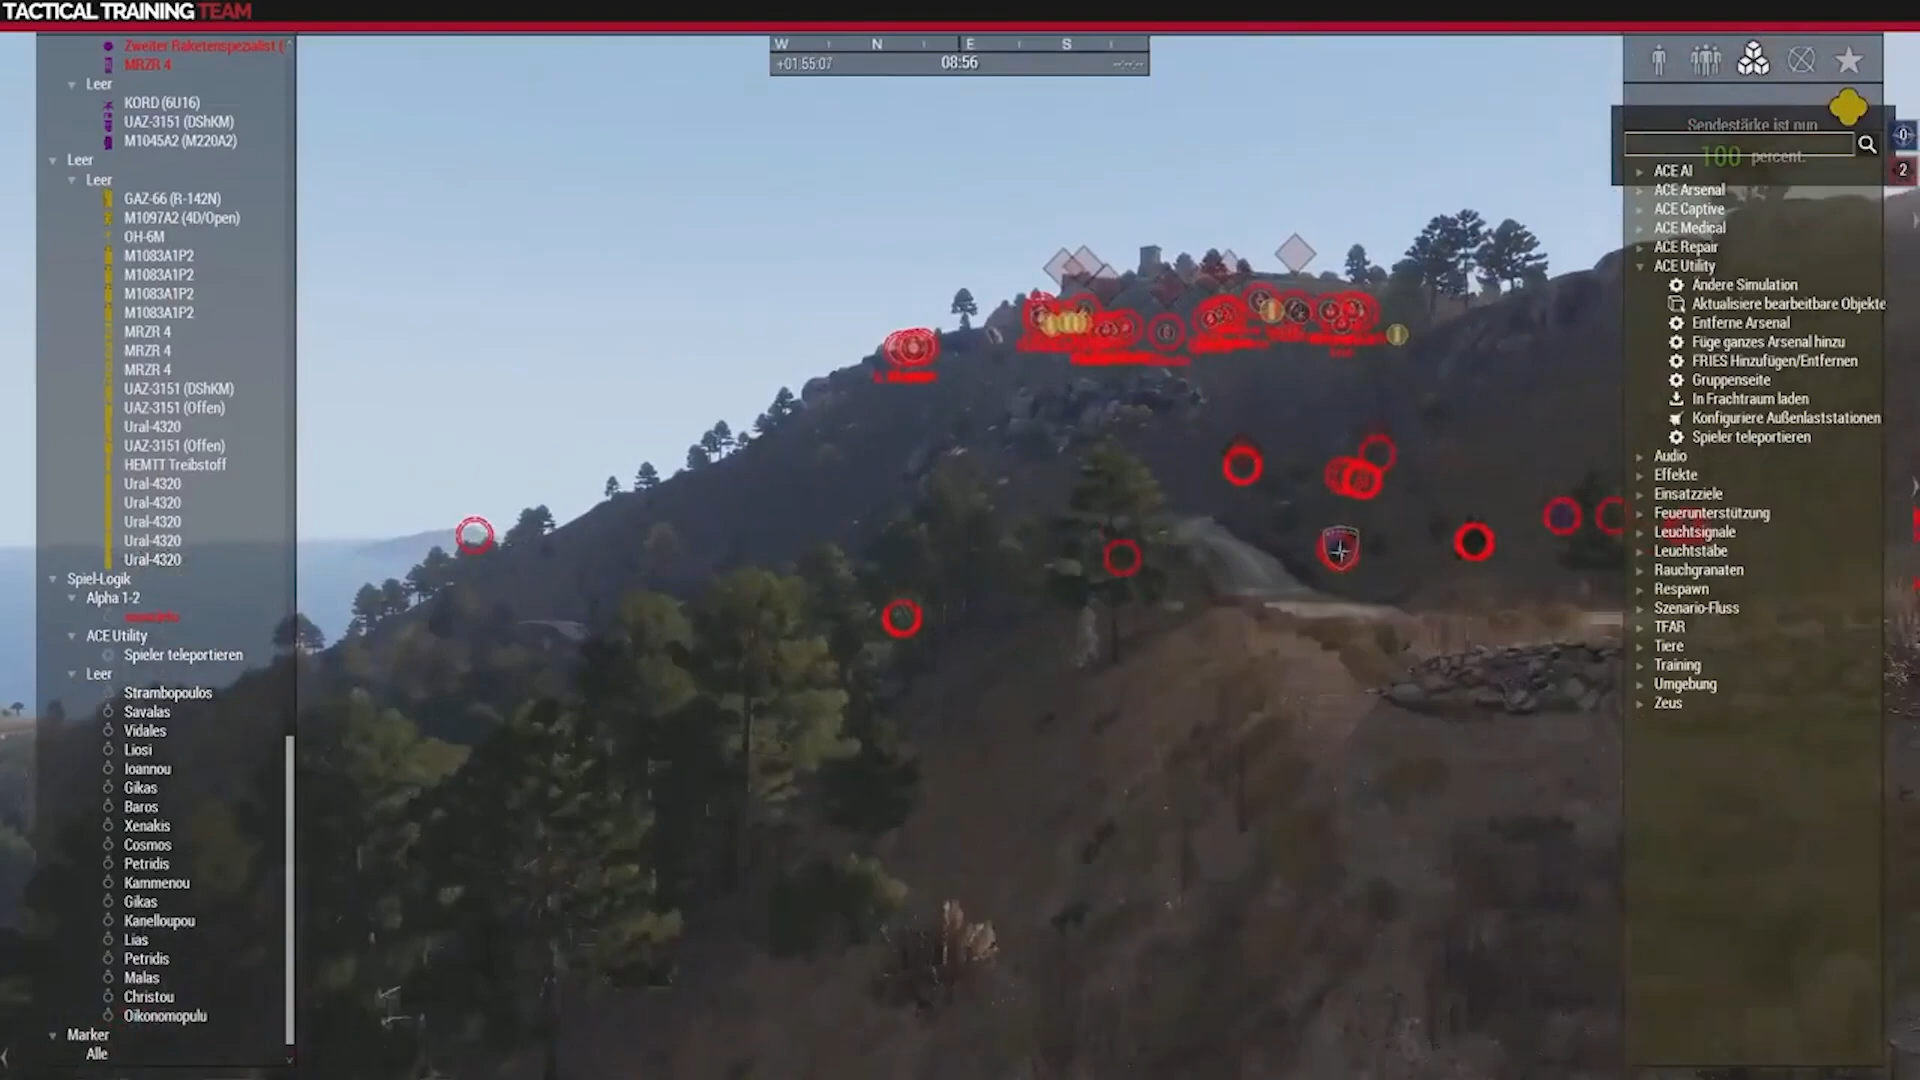 TACTICAL TRAINING TEAM
Zweiter Raketenspezialist (
MRZR 4
Leer
KORD (6U16)
UAZ-3151 (DShKM)
M1045A2 (M220A2)
Leer
Leer
GAZ-66 (R-142N)
M1097A2 (4D/Open)
OH-6M
M1083A1P2
M1083A1P2
M1083A1P2
M1083A1P2
MRZR 4
MRZR 4
MRZR 4
UAZ-3151 (DShKM)
UAZ-3151 (Offen)
Ural-4320
UAZ-3151 (Offen)
HEMTT Treibstoff
Ural-4320
Ural-4320
Ural-4320
Ural-4320
Ural-4320
Spiel-Logik
Alpha 1-2
ACE Utility
Spieler teleportieren
Leer
Strambopoulos
Savalas
Vidales
Liosi
Ioannou
Gikas
Baros
Xenakis
Cosmos
Petridis
Kammenou
Gikas
Kanelloupou
Lias
Petridis
Malas
Christou
Oikonomopulu
Marker
Alle
W N E S
+01:55:07 08:56 --:--:--
Sendestärke ist nun
100 percent.
0
2
ACE AI
ACE Arsenal
ACE Captive
ACE Medical
ACE Repair
ACE Utility
Andere Simulation
Aktualisiere bearbeitbare Objekte
Entferne Arsenal
Füge ganzes Arsenal hinzu
FRIES Hinzufügen/Entfernen
Gruppenseite
In Frachtraum laden
Konfiguriere Außenlaststationen
Spieler teleportieren
Audio
Effekte
Einsatzziele
Feuerunterstützung
Leuchtsignale
Leuchtstäbe
Rauchgranaten
Respawn
Szenario-Fluss
TFAR
Tiere
Training
Umgebung
Zeus